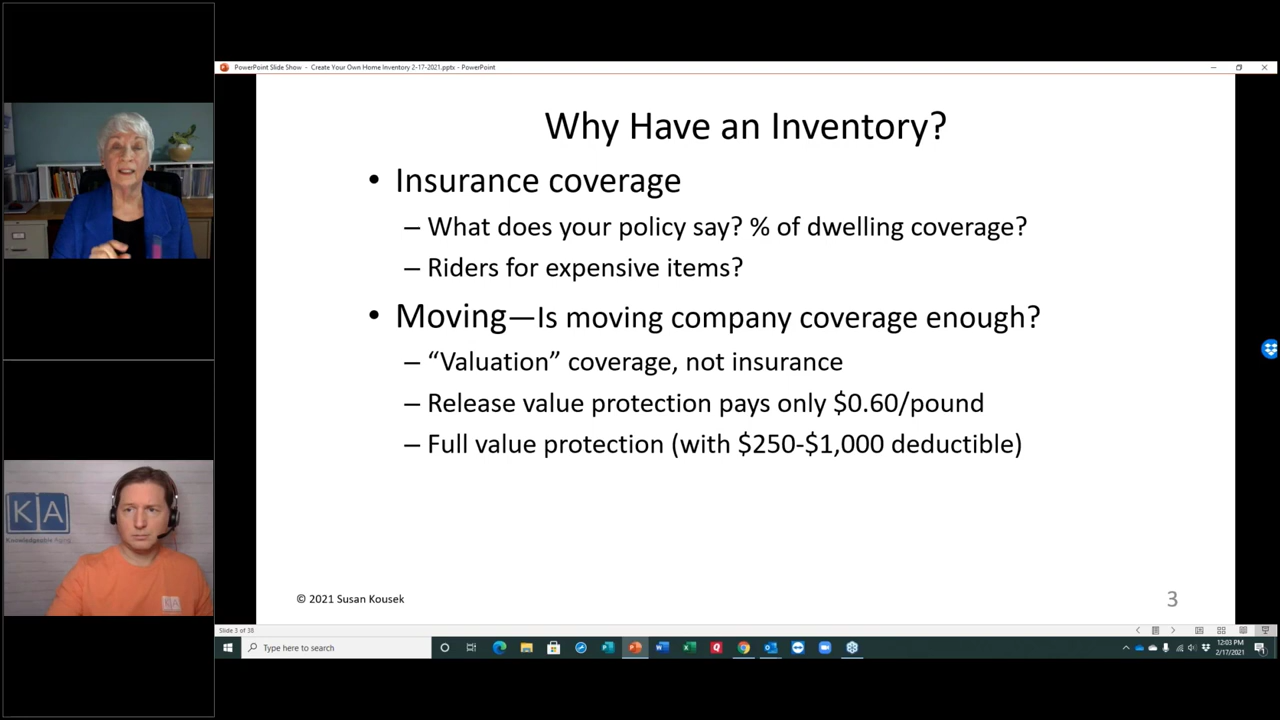 PowerPoint Slide Show - Create Your Own Home Inventory 2-17-2021.pptx - PowerPoint
Why Have an Inventory?
• Insurance coverage
– What does your policy say? % of dwelling coverage?
– Riders for expensive items?
• Moving—Is moving company coverage enough?
– “Valuation” coverage, not insurance
– Release value protection pays only $0.60/pound
– Full value protection (with $250-$1,000 deductible)
© 2021 Susan Kousek
3
Slide 3 of 38
Type here to search
12:03 PM
2/17/2021
KA
Knowledgeable Aging
KA